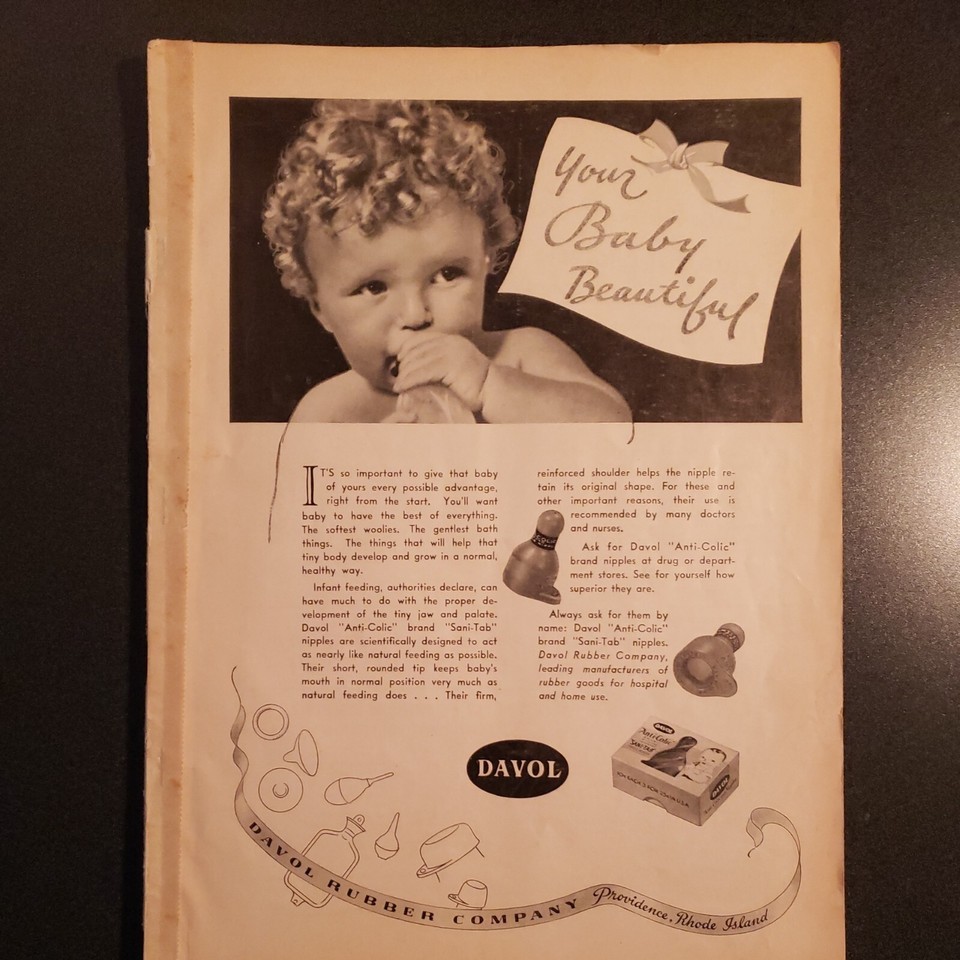 Your
Baby
Beautiful
IT'S so important to give that baby
of yours every possible advantage,
right from the start. You'll want
baby to have the best of everything.
The softest woolies. The gentlest bath
things. The things that will help that
tiny body develop and grow in a normal,
healthy way.
Infant feeding, authorities declare, can
have much to do with the proper de-
velopment of the tiny jaw and palate.
Davol "Anti-Colic" brand "Sani-Tab"
nipples are scientifically designed to act
as nearly like natural feeding as possible.
Their short, rounded tip keeps baby's
mouth in normal position very much as
natural feeding does . . . Their firm,
reinforced shoulder helps the nipple re-
tain its original shape. For these and
other important reasons, their use is
recommended by many doctors
and nurses.
Ask for Davol "Anti-Colic"
brand nipples at drug or depart-
ment stores. See for yourself how
superior they are.
Always ask for them by
name: Davol "Anti-Colic"
brand "Sani-Tab" nipples.
Davol Rubber Company,
leading manufacturers of
rubber goods for hospital
and home use.
DAVOL
DAVOL
Anti-Colic
SANI-TAB
DAVOL
DAVOL RUBBER COMPANY Providence, Rhode Island